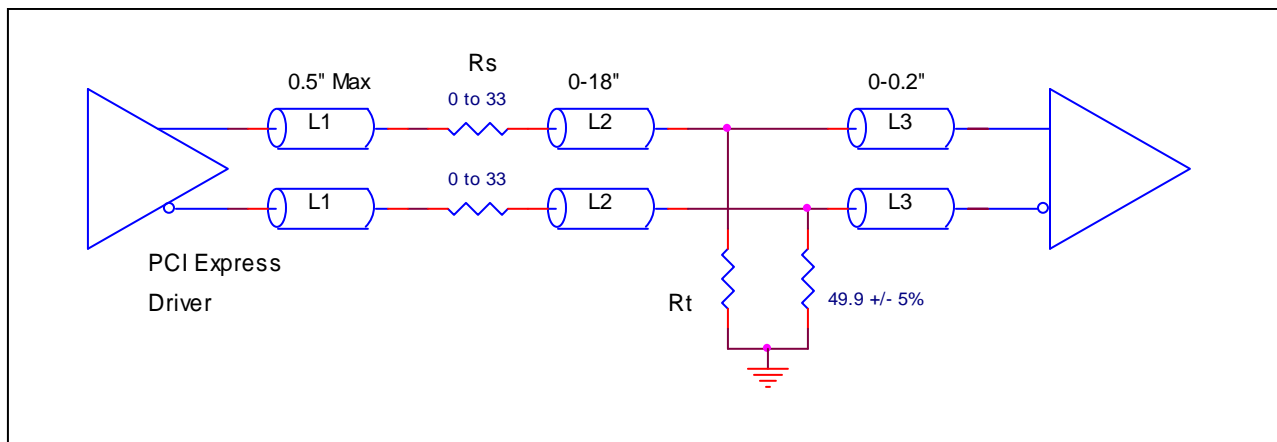 Rs
0.5" Max
0-18"
0-0.2"
0 to 33
L1
L2
L3
0 to 33
L1
L2
L3
PCI Express
Driver
Rt
49.9 +/- 5%